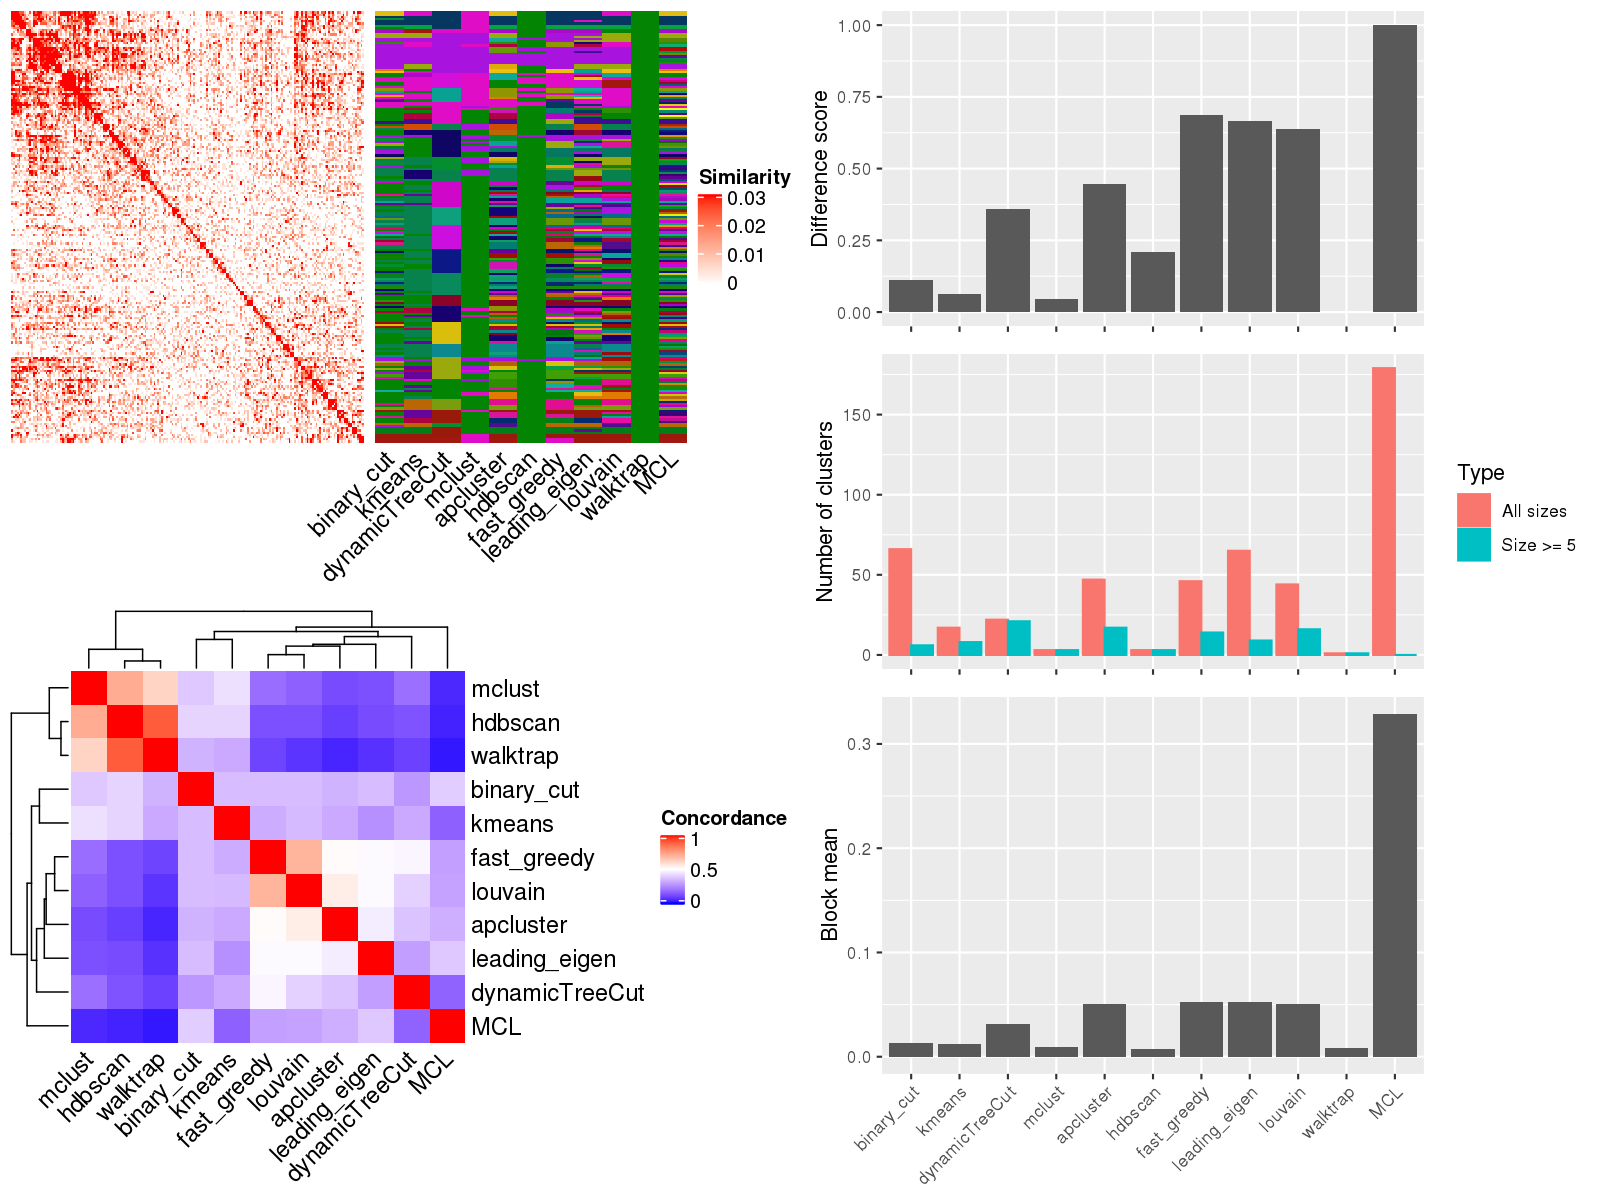 Similarity
0.03
0.02
0.01
0
binary_cut
kmeans
dynamicTreeCut
mclust
apcluster
hdbscan
fast_greedy
leading_eigen
louvain
walktrap
MCL
mclust
hdbscan
walktrap
binary_cut
kmeans
fast_greedy
louvain
apcluster
leading_eigen
dynamicTreeCut
MCL
Concordance
1
0.5
0
mclust
hdbscan
walktrap
binary_cut
kmeans
fast_greedy
louvain
apcluster
leading_eigen
dynamicTreeCut
MCL
Difference score
1.00
0.75
0.50
0.25
0.00
Number of clusters
150
100
50
0
Type
All sizes
Size >= 5
Block mean
0.3
0.2
0.1
0.0
binary_cut
kmeans
dynamicTreeCut
mclust
apcluster
hdbscan
fast_greedy
leading_eigen
louvain
walktrap
MCL